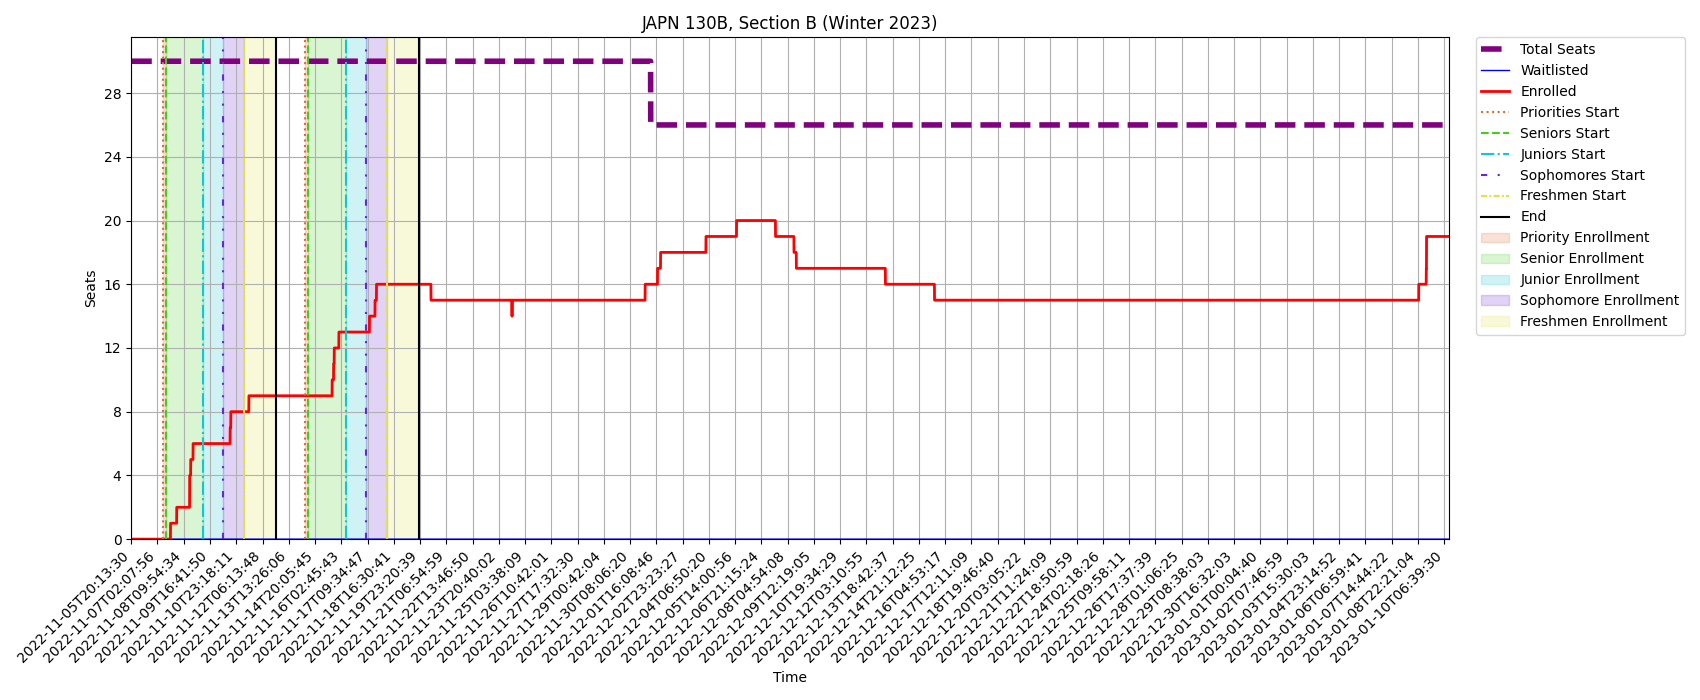 JAPN 130B, Section B (Winter 2023)
Seats
28
24
20
16
12
8
4
0
2022-11-05T20:13:30
2022-11-07T02:07:56
2022-11-08T09:54:34
2022-11-09T16:41:50
2022-11-10T23:18:11
2022-11-12T06:13:48
2022-11-13T13:26:06
2022-11-14T20:05:45
2022-11-16T02:45:43
2022-11-17T09:34:47
2022-11-18T16:30:41
2022-11-19T23:20:39
2022-11-21T06:54:59
2022-11-22T13:46:50
2022-11-23T20:40:02
2022-11-25T03:38:09
2022-11-26T10:42:01
2022-11-27T17:32:30
2022-11-29T00:42:04
2022-11-30T08:06:20
2022-12-01T16:08:46
2022-12-02T23:23:27
2022-12-04T06:50:20
2022-12-05T14:00:56
2022-12-06T21:15:24
2022-12-08T04:54:08
2022-12-09T12:19:05
2022-12-10T19:34:29
2022-12-12T03:10:55
2022-12-13T18:42:37
2022-12-14T21:12:25
2022-12-16T04:53:17
2022-12-17T12:11:09
2022-12-18T19:46:40
2022-12-20T03:05:22
2022-12-21T11:24:09
2022-12-22T18:50:59
2022-12-24T02:18:26
2022-12-25T09:58:11
2022-12-26T17:37:39
2022-12-28T01:06:25
2022-12-29T08:38:03
2022-12-30T16:32:03
2023-01-01T00:04:40
2023-01-02T07:46:59
2023-01-03T15:30:03
2023-01-04T23:14:52
2023-01-06T06:59:41
2023-01-07T14:44:22
2023-01-08T22:21:04
2023-01-10T06:39:30
Time
Total Seats
Waitlisted
Enrolled
Priorities Start
Seniors Start
Juniors Start
Sophomores Start
Freshmen Start
End
Priority Enrollment
Senior Enrollment
Junior Enrollment
Sophomore Enrollment
Freshmen Enrollment